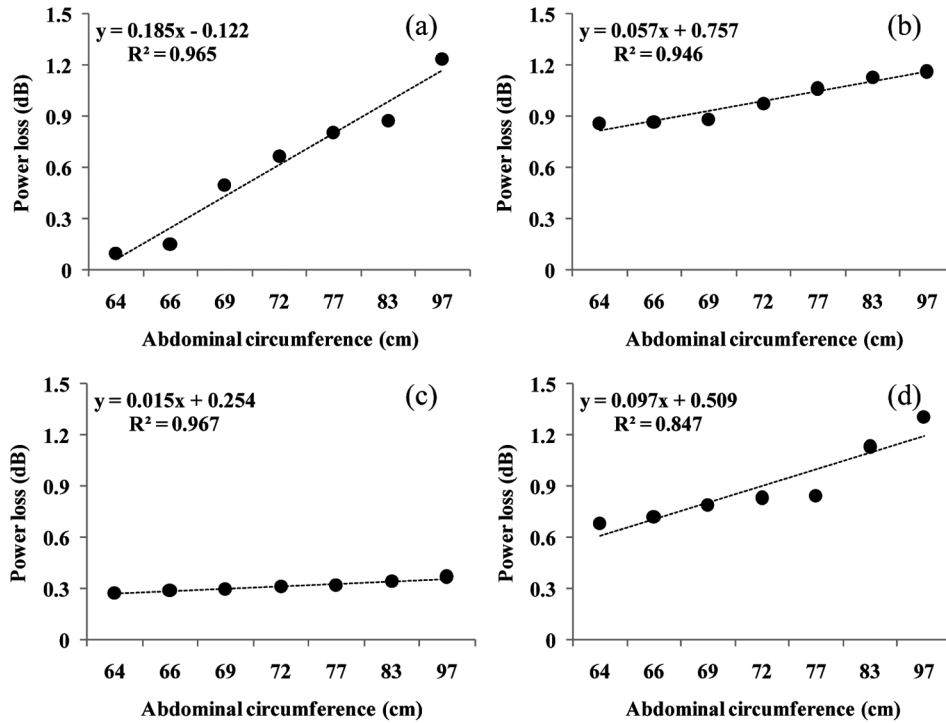 (a)
y = 0.185x - 0.122
R² = 0.965
Power loss (dB)
1.5
1.2
0.9
0.6
0.3
0
64 66 69 72 77 83 97
Abdominal circumference (cm)
(b)
y = 0.057x + 0.757
R² = 0.946
Power loss (dB)
1.5
1.2
0.9
0.6
0.3
0
64 66 69 72 77 83 97
Abdominal circumference (cm)
(c)
y = 0.015x + 0.254
R² = 0.967
Power loss (dB)
1.5
1.2
0.9
0.6
0.3
0
64 66 69 72 77 83 97
Abdominal circumference (cm)
(d)
y = 0.097x + 0.509
R² = 0.847
Power loss (dB)
1.5
1.2
0.9
0.6
0.3
0
64 66 69 72 77 83 97
Abdominal circumference (cm)